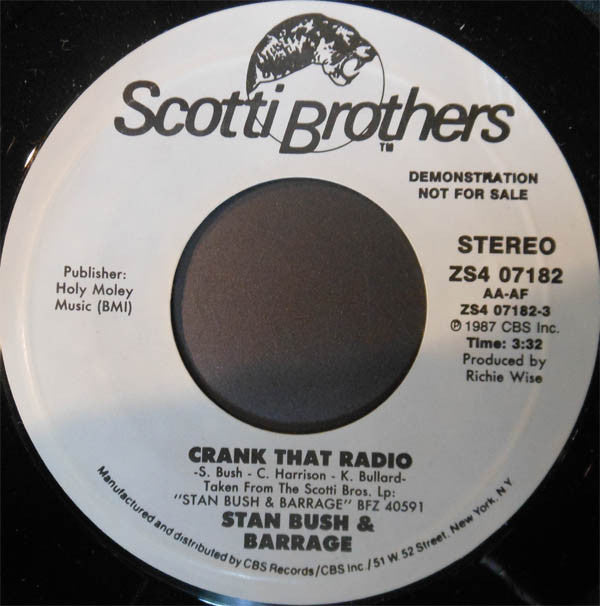 Scotti Brothers
TM
DEMONSTRATION
NOT FOR SALE
STEREO
ZS4 07182
AA-AF
ZS4 07182-3
℗ 1987 CBS Inc.
Time: 3:32
Produced by
Richie Wise
Publisher:
Holy Moley
Music (BMI)
CRANK THAT RADIO
-S. Bush - C. Harrison - K. Bullard-
Taken From The Scotti Bros. Lp:
"STAN BUSH & BARRAGE" BFZ 40591
STAN BUSH &
BARRAGE
Manufactured and distributed by CBS Records/CBS Inc./51 W. 52 Street, New York, N Y